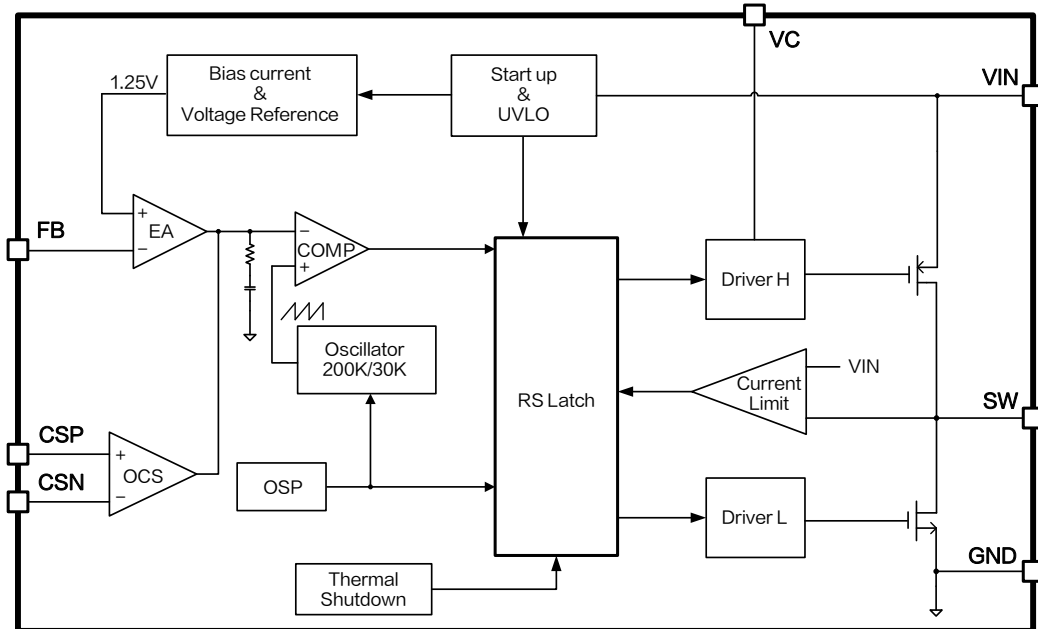 VC
VIN
1.25V
Bias current
&
Voltage Reference
Start up
&
UVLO
FB
+
EA
−
−
COMP
+
Driver H
Oscillator
200K/30K
RS Latch
Current
Limit
VIN
SW
CSP
CSN
+
OCS
−
OSP
Driver L
GND
Thermal
Shutdown